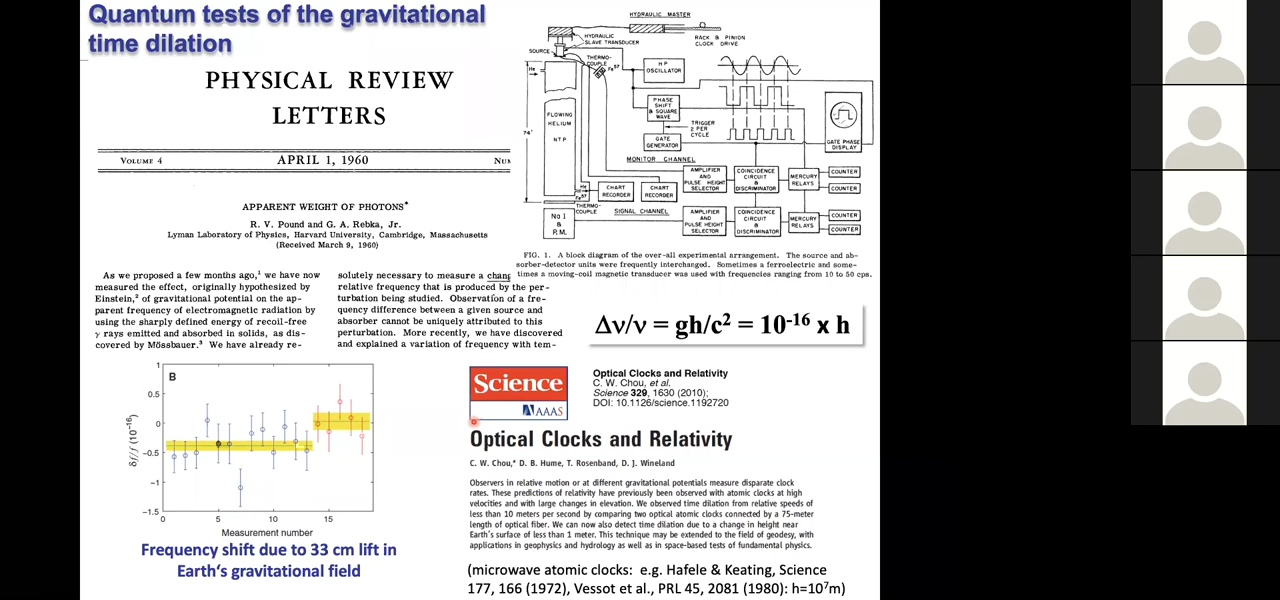 Quantum tests of the gravitational
time dilation
PHYSICAL REVIEW
LETTERS
VOLUME 4
APRIL 1, 1960
NUM
APPARENT WEIGHT OF PHOTONS*
R. V. Pound and G. A. Rebka, Jr.
Lyman Laboratory of Physics, Harvard University, Cambridge, Massachusetts
(Received March 9, 1960)
As we proposed a few months ago,¹ we have now
measured the effect, originally hypothesized by
Einstein,² of gravitational potential on the ap-
parent frequency of electromagnetic radiation by
using the sharply defined energy of recoil-free
γ rays emitted and absorbed in solids, as dis-
covered by Mössbauer.³ We have already re-
solutely necessary to measure a chang
relative frequency that is produced by the per-
turbation being studied. Observation of a fre-
quency difference between a given source and
absorber cannot be uniquely attributed to this
perturbation. More recently, we have discovered
and explained a variation of frequency with tem-
HYDRAULIC MASTER
HYDRAULIC
SLAVE TRANSDUCER
RACK & PINION
CLOCK DRIVE
SOURCE
THERMO-
COUPLE
Fe⁵⁷
He
HP
OSCILLATOR
PHASE
SHIFT
& SQUARE
WAVE
FLOWING
HELIUM
NTP
74'
TRIGGER
2 PER
CYCLE
GATE
GENERATOR
GATE PHASE
DISPLAY
MONITOR CHANNEL
AMPLIFIER
AND
PULSE HEIGHT
SELECTOR
COINCIDENCE
CIRCUIT
&
DISCRIMINATOR
MERCURY
RELAYS
COUNTER
COUNTER
He
Fe⁵⁷
CHART
RECORDER
CHART
RECORDER
THERMO-
COUPLE
SIGNAL CHANNEL
NaI
&
P.M.
AMPLIFIER
AND
PULSE HEIGHT
SELECTOR
COINCIDENCE
CIRCUIT
&
DISCRIMINATOR
MERCURY
RELAYS
COUNTER
COUNTER
FIG. 1. A block diagram of the over-all experimental arrangement. The source and ab-
sorber-detector units were frequently interchanged. Sometimes a ferroelectric and some-
times a moving-coil magnetic transducer was used with frequencies ranging from 10 to 50 cps.
Δν/ν = gh/c² = 10⁻¹⁶ x h
B
1
0.5
0
−0.5
−1
−1.5
δf/f (10⁻¹⁶)
0 5 10 15
Measurement number
Frequency shift due to 33 cm lift in
Earth's gravitational field
Science
AAAS
Optical Clocks and Relativity
C. W. Chou, et al.
Science 329, 1630 (2010);
DOI: 10.1126/science.1192720
Optical Clocks and Relativity
C. W. Chou,* D. B. Hume, T. Rosenband, D. J. Wineland
Observers in relative motion or at different gravitational potentials measure disparate clock
rates. These predictions of relativity have previously been observed with atomic clocks at high
velocities and with large changes in elevation. We observed time dilation from relative speeds of
less than 10 meters per second by comparing two optical atomic clocks connected by a 75-meter
length of optical fiber. We can now also detect time dilation due to a change in height near
Earth's surface of less than 1 meter. This technique may be extended to the field of geodesy, with
applications in geophysics and hydrology as well as in space-based tests of fundamental physics.
(microwave atomic clocks: e.g. Hafele & Keating, Science
177, 166 (1972), Vessot et al., PRL 45, 2081 (1980): h=10⁷m)